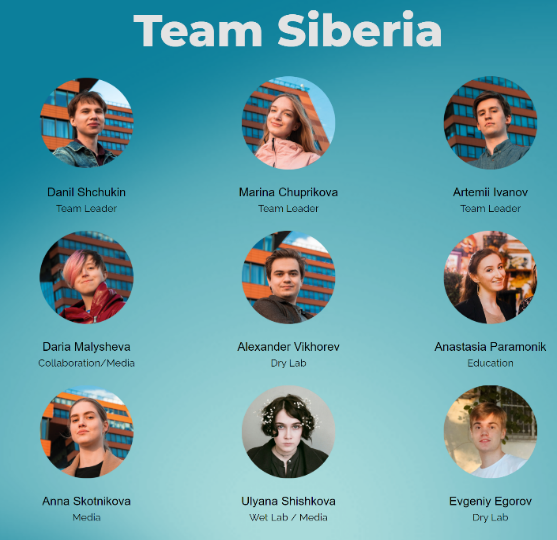 Team Siberia
Danil Shchukin
Team Leader
Marina Chuprikova
Team Leader
Artemii Ivanov
Team Leader
Daria Malysheva
Collaboration/Media
Alexander Vikhorev
Dry Lab
Anastasia Paramonik
Education
Anna Skotnikova
Media
Ulyana Shishkova
Wet Lab / Media
Evgeniy Egorov
Dry Lab